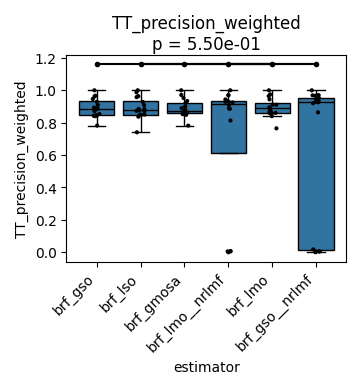 TT_precision_weighted
p = 5.50e-01
TT_precision_weighted
1.2
1.0
0.8
0.6
0.4
0.2
0.0
brf_gso
brf_lso
brf_gmosa
brf_lmo__nrlmf
brf_lmo
brf_gso__nrlmf
estimator